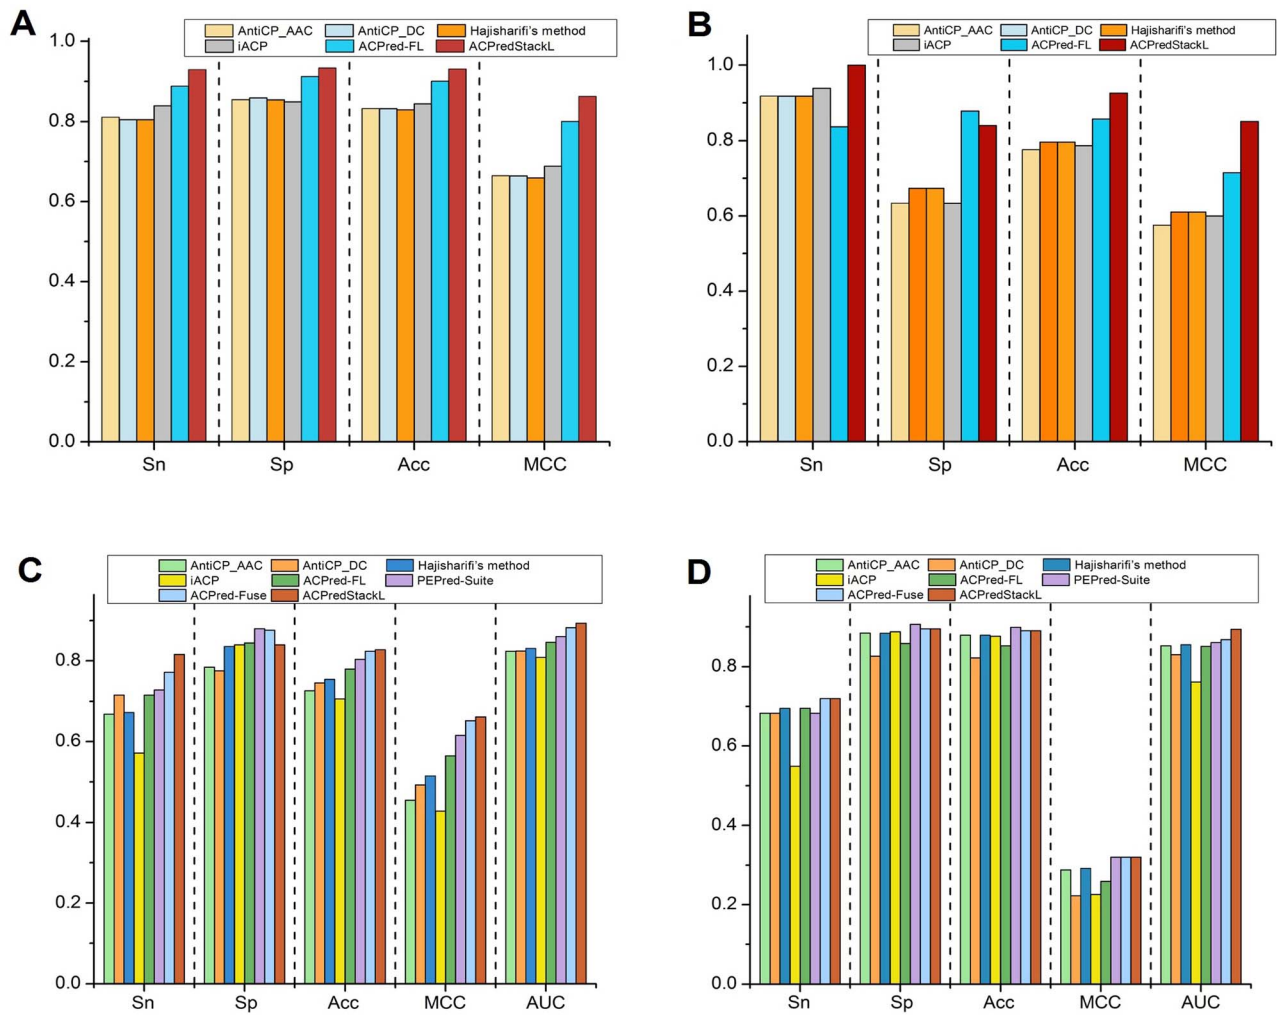 A
AntiCP_AAC AntiCP_DC Hajisharifi's method
iACP ACPred-FL ACPredStackL
1.0
0.8
0.6
0.4
0.2
0.0
Sn Sp Acc MCC
B
AntiCP_AAC AntiCP_DC Hajisharifi's method
iACP ACPred-FL ACPredStackL
1.0
0.8
0.6
0.4
0.2
0.0
Sn Sp Acc MCC
C
AntiCP_AAC AntiCP_DC Hajisharifi's method
iACP ACPred-FL PEPred-Suite
ACPred-Fuse ACPredStackL
0.8
0.6
0.4
0.2
0.0
Sn Sp Acc MCC AUC
D
AntiCP_AAC AntiCP_DC Hajisharifi's method
iACP ACPred-FL PEPred-Suite
ACPred-Fuse ACPredStackL
0.8
0.6
0.4
0.2
0.0
Sn Sp Acc MCC AUC